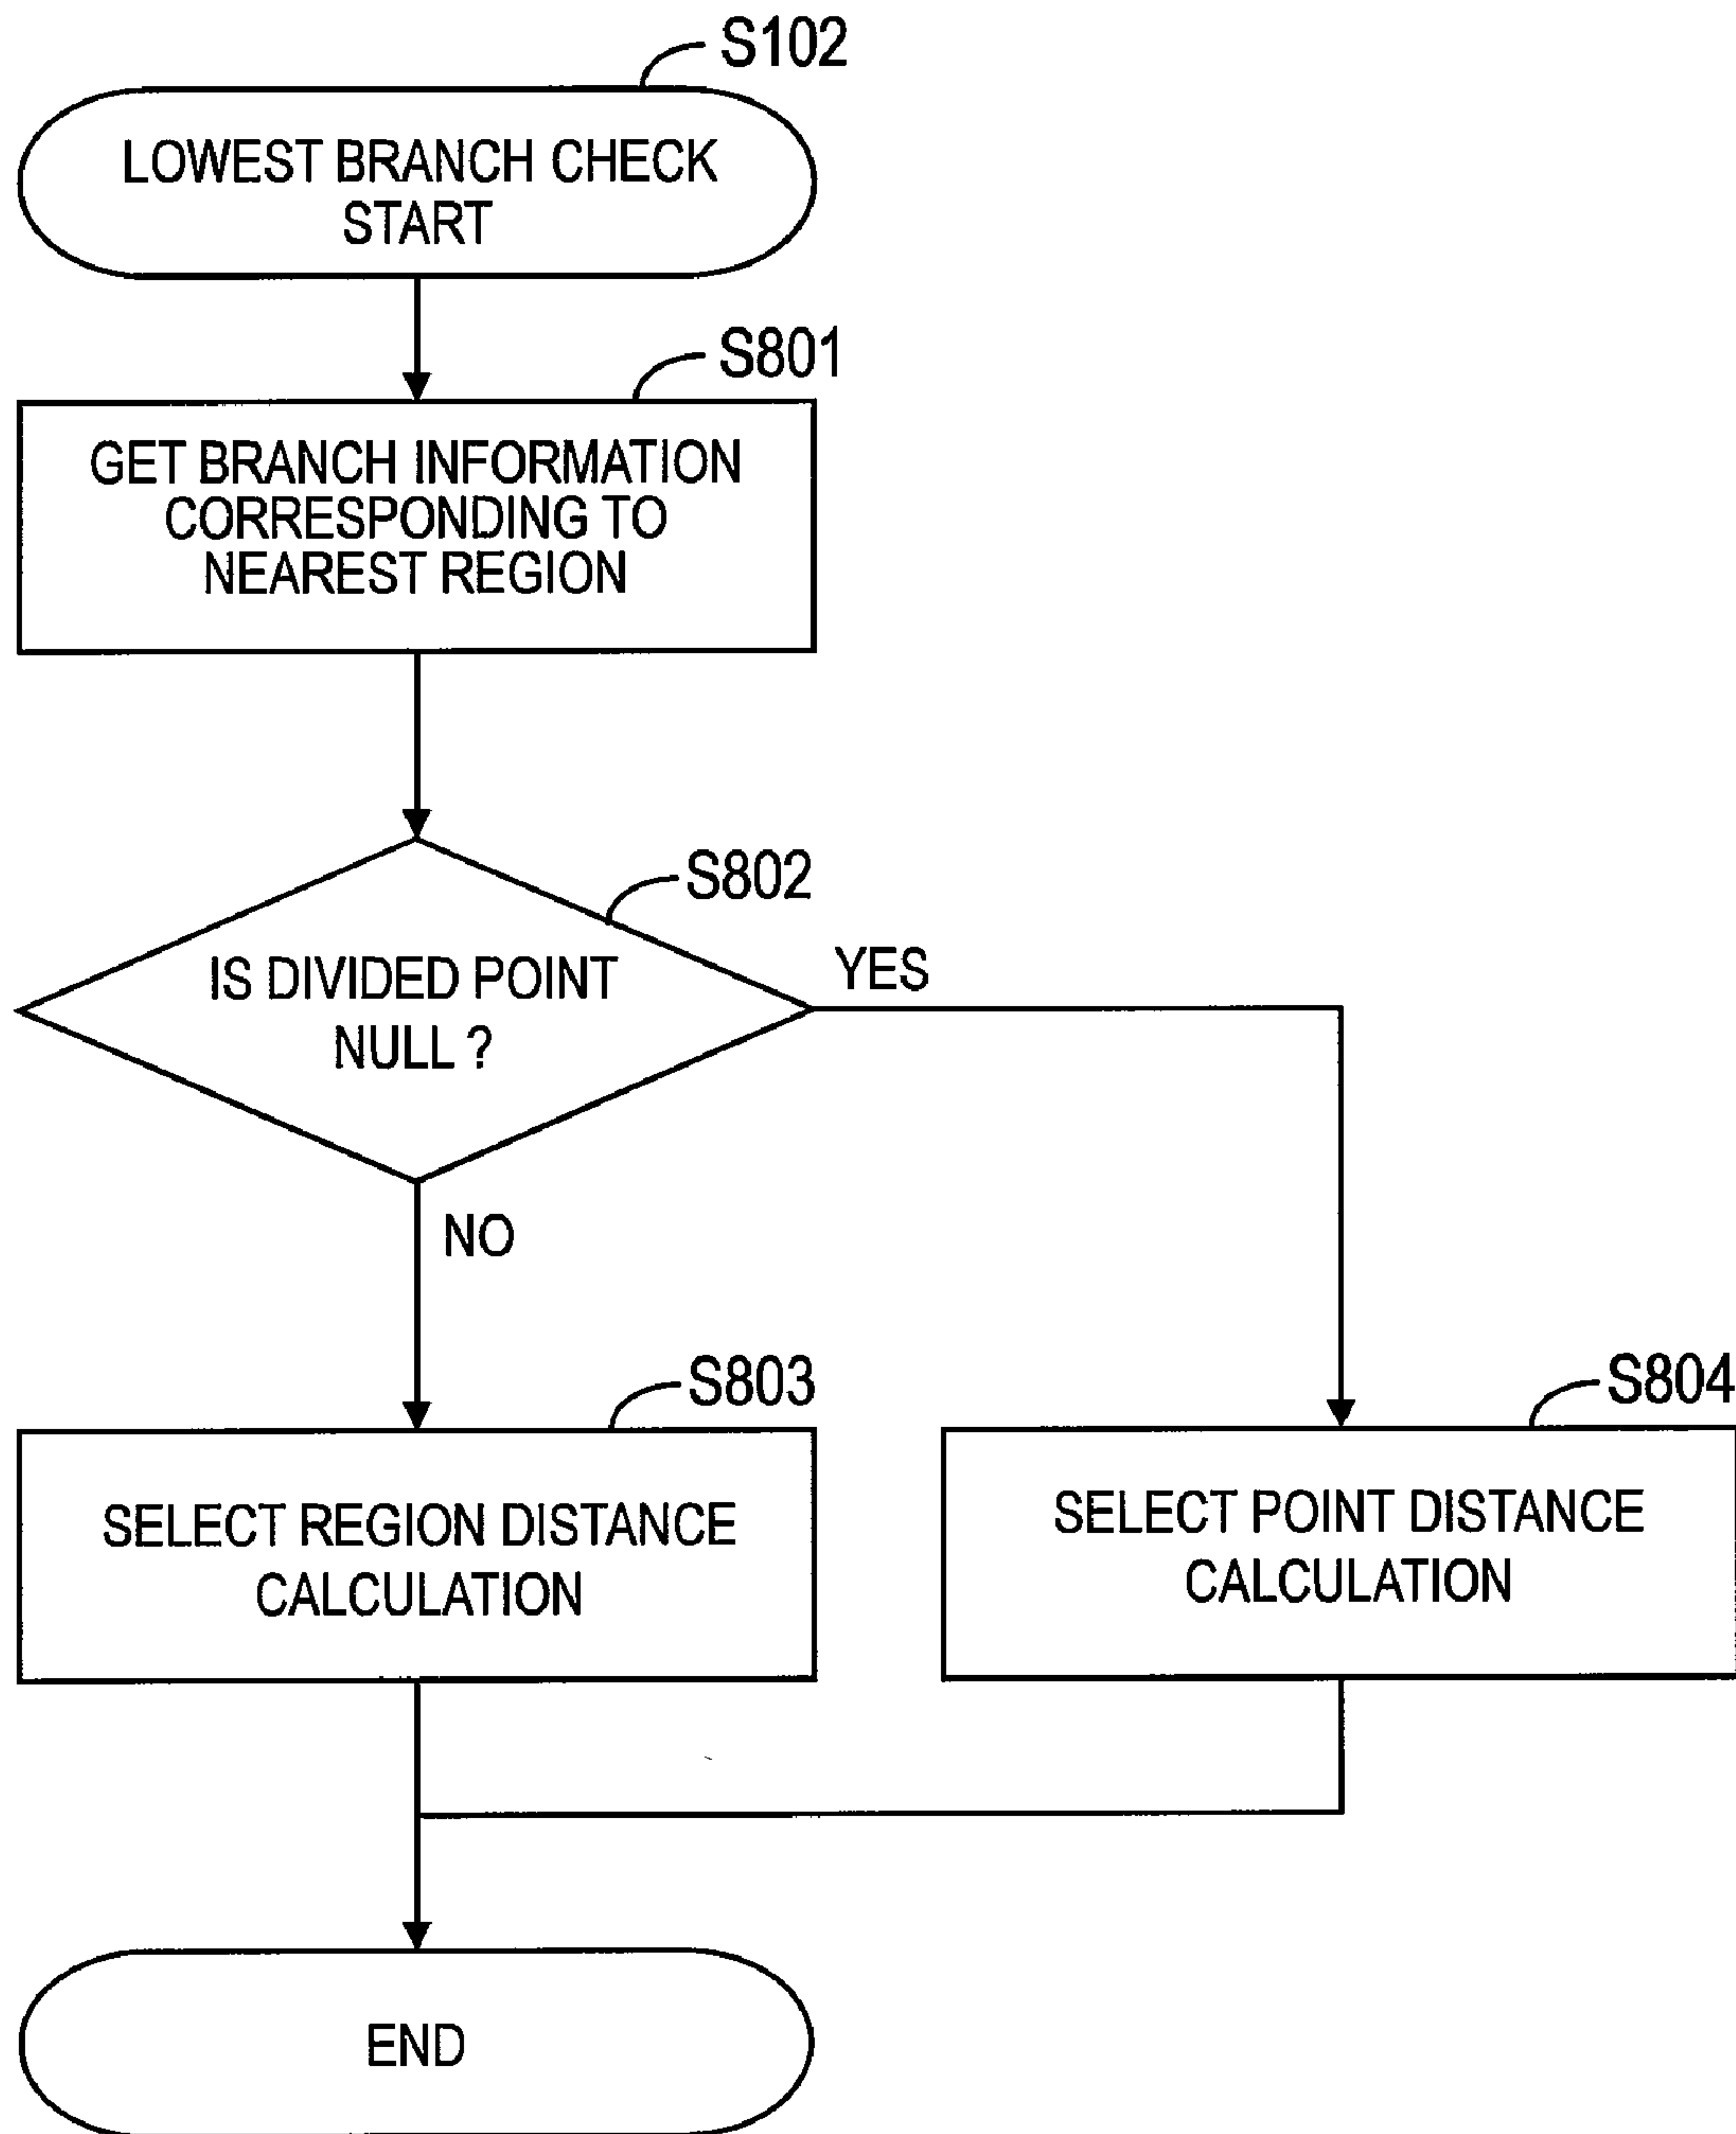 S102
LOWEST BRANCH CHECK
START
S801
GET BRANCH INFORMATION
CORRESPONDING TO
NEAREST REGION
S802
IS DIVIDED POINT
NULL ?
YES
NO
S803
SELECT REGION DISTANCE
CALCULATION
S804
SELECT POINT DISTANCE
CALCULATION
END